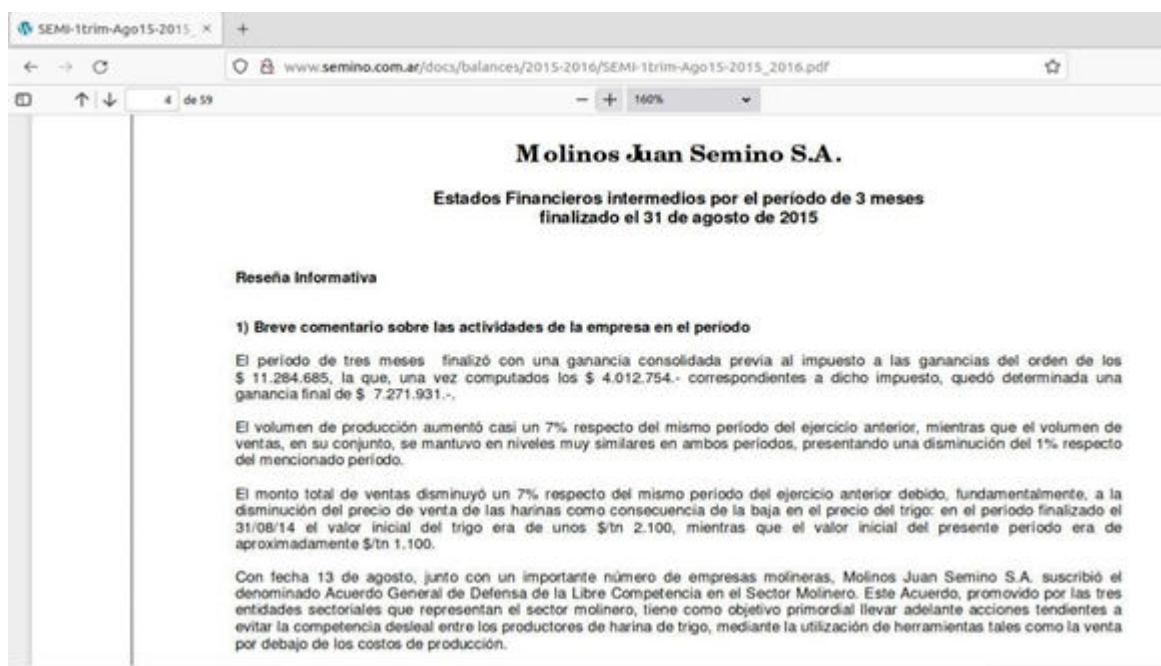 SEMI-1trim-Ago15-2015_
www.semino.com.ar/docs/balances/2015-2016/SEMI-1trim-Ago15-2015_2016.pdf
4 de 59
160%
Molinos Juan Semino S.A.
Estados Financieros intermedios por el período de 3 meses
finalizado el 31 de agosto de 2015
Reseña Informativa
1) Breve comentario sobre las actividades de la empresa en el período
El período de tres meses finalizó con una ganancia consolidada previa al impuesto a las ganancias del orden de los
$ 11.284.685, la que, una vez computados los $ 4.012.754.- correspondientes a dicho impuesto, quedó determinada una
ganancia final de $ 7.271.931.-.
El volumen de producción aumentó casi un 7% respecto del mismo período del ejercicio anterior, mientras que el volumen de
ventas, en su conjunto, se mantuvo en niveles muy similares en ambos períodos, presentando una disminución del 1% respecto
del mencionado período.
El monto total de ventas disminuyó un 7% respecto del mismo período del ejercicio anterior debido, fundamentalmente, a la
disminución del precio de venta de las harinas como consecuencia de la baja en el precio del trigo: en el período finalizado el
31/08/14 el valor inicial del trigo era de unos $/tn 2.100, mientras que el valor inicial del presente período era de
aproximadamente $/tn 1.100.
Con fecha 13 de agosto, junto con un importante número de empresas molineras, Molinos Juan Semino S.A. suscribió el
denominado Acuerdo General de Defensa de la Libre Competencia en el Sector Molinero. Este Acuerdo, promovido por las tres
entidades sectoriales que representan el sector molinero, tiene como objetivo primordial llevar adelante acciones tendientes a
evitar la competencia desleal entre los productores de harina de trigo, mediante la utilización de herramientas tales como la venta
por debajo de los costos de producción.